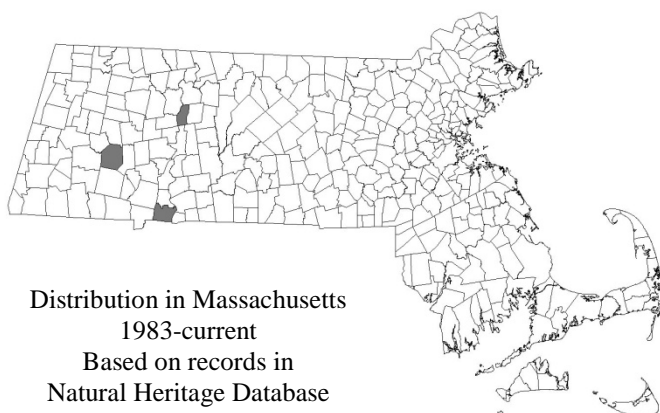 Distribution in Massachusetts
1983-current
Based on records in
Natural Heritage Database